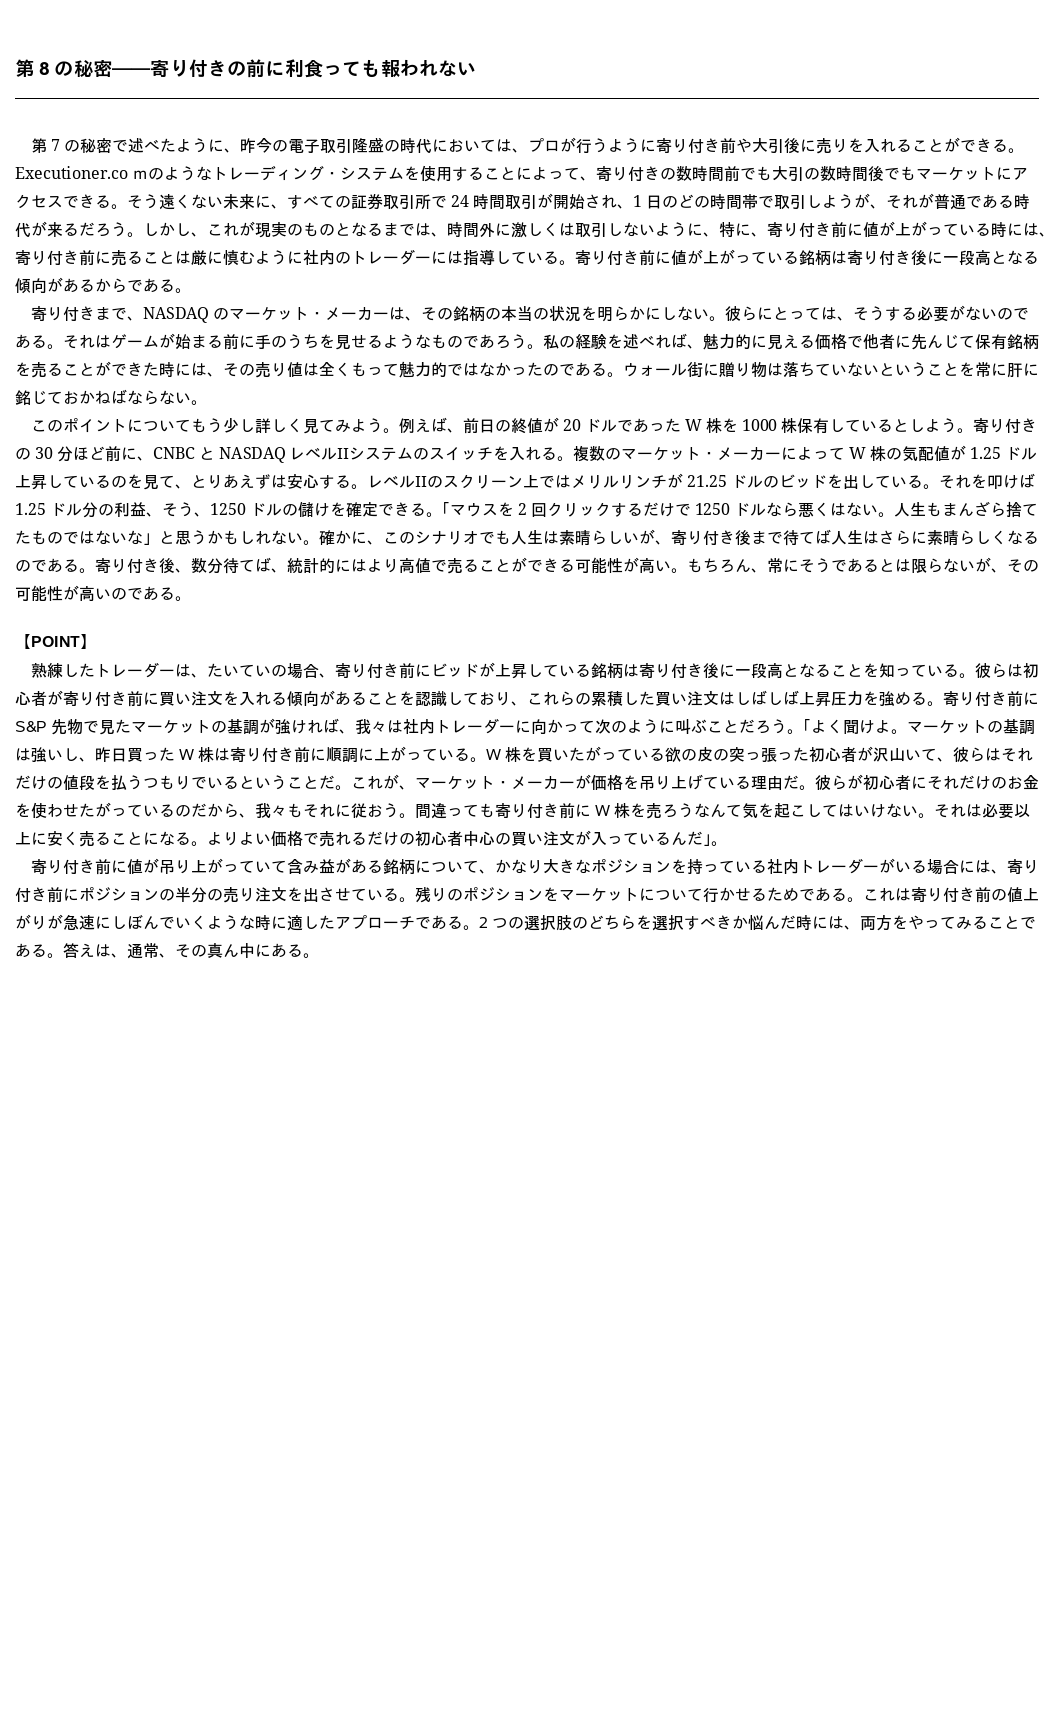 第 8 の秘密――寄り付きの前に利食っても報われない
第 7 の秘密で述べたように、昨今の電子取引隆盛の時代においては、プロが行うように寄り付き前や大引後に売りを入れることができる。
Executioner.co mのようなトレーディング・システムを使用することによって、寄り付きの数時間前でも大引の数時間後でもマーケットにア
クセスできる。そう遠くない未来に、すべての証券取引所で 24 時間取引が開始され、1 日のどの時間帯で取引しようが、それが普通である時
代が来るだろう。しかし、これが現実のものとなるまでは、時間外に激しくは取引しないように、特に、寄り付き前に値が上がっている時には、
寄り付き前に売ることは厳に慎むように社内のトレーダーには指導している。寄り付き前に値が上がっている銘柄は寄り付き後に一段高となる
傾向があるからである。
寄り付きまで、NASDAQ のマーケット・メーカーは、その銘柄の本当の状況を明らかにしない。彼らにとっては、そうする必要がないので
ある。それはゲームが始まる前に手のうちを見せるようなものであろう。私の経験を述べれば、魅力的に見える価格で他者に先んじて保有銘柄
を売ることができた時には、その売り値は全くもって魅力的ではなかったのである。ウォール街に贈り物は落ちていないということを常に肝に
銘じておかねばならない。
このポイントについてもう少し詳しく見てみよう。例えば、前日の終値が 20 ドルであった W 株を 1000 株保有しているとしよう。寄り付き
の 30 分ほど前に、CNBC と NASDAQ レベルIIシステムのスイッチを入れる。複数のマーケット・メーカーによって W 株の気配値が 1.25 ドル
上昇しているのを見て、とりあえずは安心する。レベルIIのスクリーン上ではメリルリンチが 21.25 ドルのビッドを出している。それを叩けば
1.25 ドル分の利益、そう、1250 ドルの儲けを確定できる。「マウスを 2 回クリックするだけで 1250 ドルなら悪くはない。人生もまんざら捨て
たものではないな」と思うかもしれない。確かに、このシナリオでも人生は素晴らしいが、寄り付き後まで待てば人生はさらに素晴らしくなる
のである。寄り付き後、数分待てば、統計的にはより高値で売ることができる可能性が高い。もちろん、常にそうであるとは限らないが、その
可能性が高いのである。
【POINT】
熟練したトレーダーは、たいていの場合、寄り付き前にビッドが上昇している銘柄は寄り付き後に一段高となることを知っている。彼らは初
心者が寄り付き前に買い注文を入れる傾向があることを認識しており、これらの累積した買い注文はしばしば上昇圧力を強める。寄り付き前に
S&P 先物で見たマーケットの基調が強ければ、我々は社内トレーダーに向かって次のように叫ぶことだろう。「よく聞けよ。マーケットの基調
は強いし、昨日買った W 株は寄り付き前に順調に上がっている。W 株を買いたがっている欲の皮の突っ張った初心者が沢山いて、彼らはそれ
だけの値段を払うつもりでいるということだ。これが、マーケット・メーカーが価格を吊り上げている理由だ。彼らが初心者にそれだけのお金
を使わせたがっているのだから、我々もそれに従おう。間違っても寄り付き前に W 株を売ろうなんて気を起こしてはいけない。それは必要以
上に安く売ることになる。よりよい価格で売れるだけの初心者中心の買い注文が入っているんだ」。
寄り付き前に値が吊り上がっていて含み益がある銘柄について、かなり大きなポジションを持っている社内トレーダーがいる場合には、寄り
付き前にポジションの半分の売り注文を出させている。残りのポジションをマーケットについて行かせるためである。これは寄り付き前の値上
がりが急速にしぼんでいくような時に適したアプローチである。2 つの選択肢のどちらを選択すべきか悩んだ時には、両方をやってみることで
ある。答えは、通常、その真ん中にある。